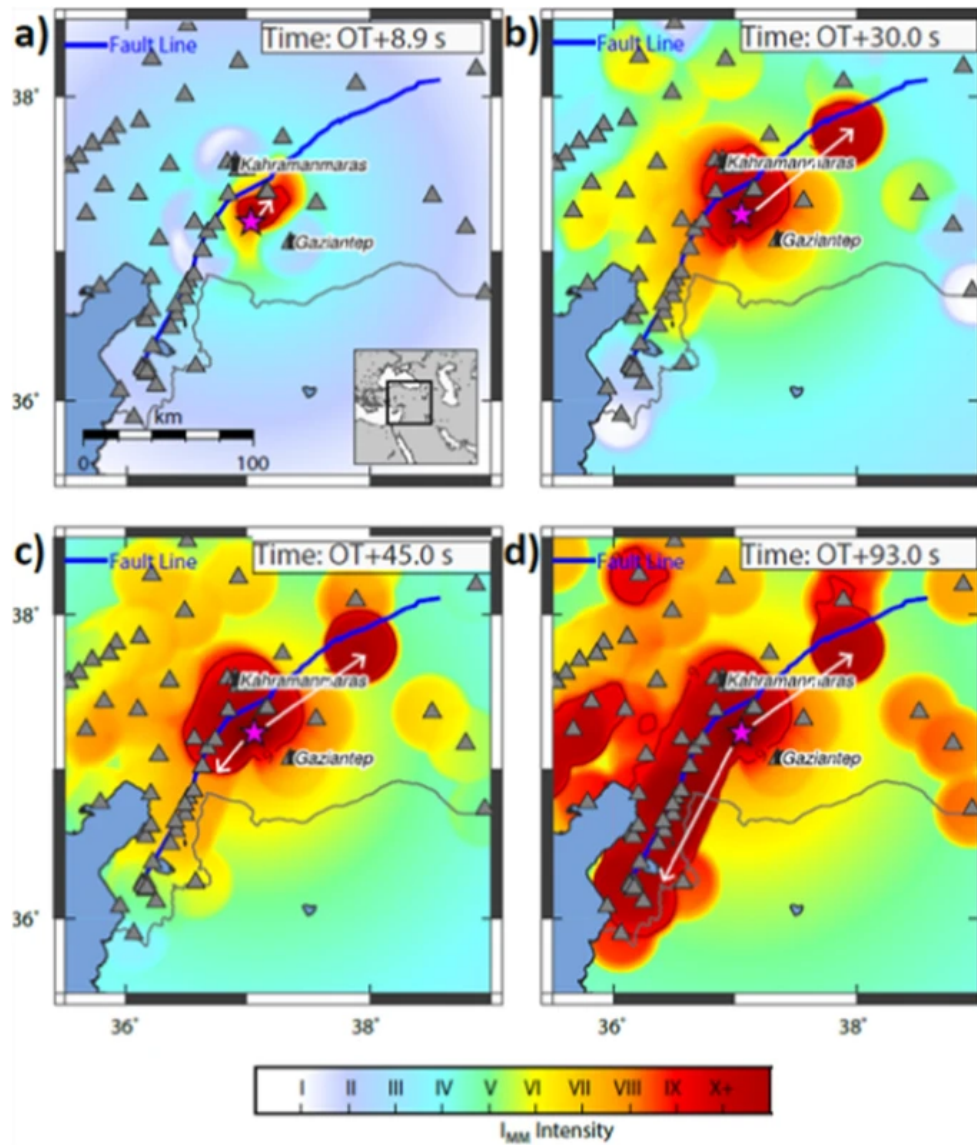 a)
Fault Line
Time: OT+8.9 s
38°
Kahramanmaras
Gaziantep
36°
km
0 100
b)
Fault Line
Time: OT+30.0 s
Kahramanmaras
Gaziantep
c)
Fault Line
Time: OT+45.0 s
38°
Kahramanmaras
Gaziantep
36°
36° 38°
d)
Fault Line
Time: OT+93.0 s
Kahramanmaras
Gaziantep
36° 38°
I II III IV V VI VII VIII IX X+
IMM Intensity